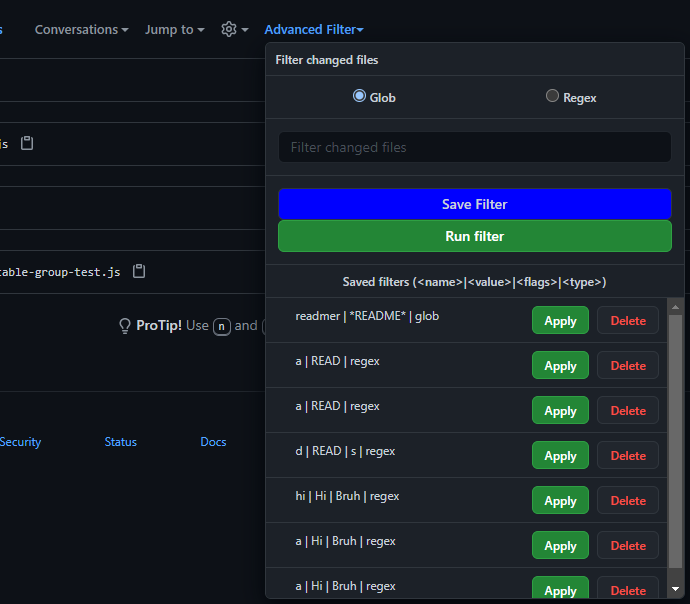 Conversations Jump to Advanced Filter
Filter changed files
Glob Regex
js
Filter changed files
Save Filter
Run filter
table-group-test.js
Saved filters (<name>|<value>|<flags>|<type>)
readmer | *README* | glob Apply Delete
ProTip! Use n and
a | READ | regex Apply Delete
a | READ | regex Apply Delete
Security Status Docs
d | READ | s | regex Apply Delete
hi | Hi | Bruh | regex Apply Delete
a | Hi | Bruh | regex Apply Delete
a | Hi | Bruh | regex Apply Delete